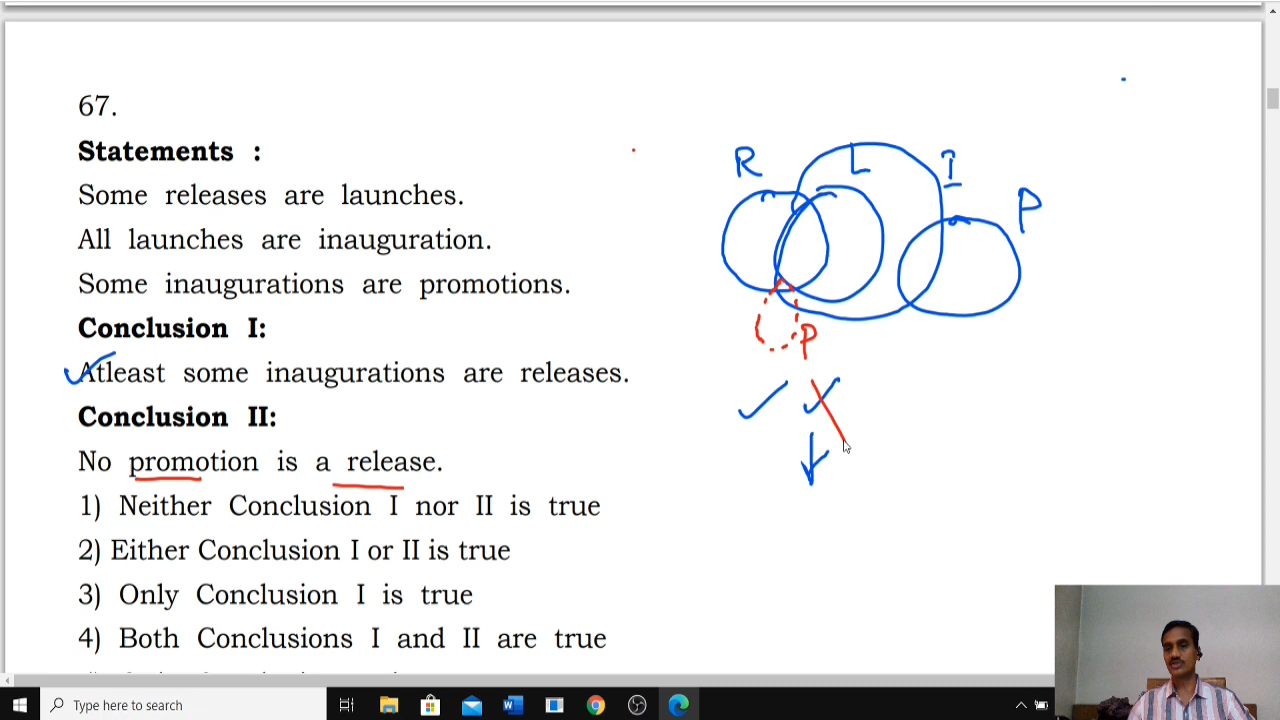 67.
Statements :
Some releases are launches.
All launches are inauguration.
Some inaugurations are promotions.
Conclusion I:
Atleast some inaugurations are releases.
Conclusion II:
No promotion is a release.
1) Neither Conclusion I nor II is true
2) Either Conclusion I or II is true
3) Only Conclusion I is true
4) Both Conclusions I and II are true
R
L
I
P
P
Type here to search